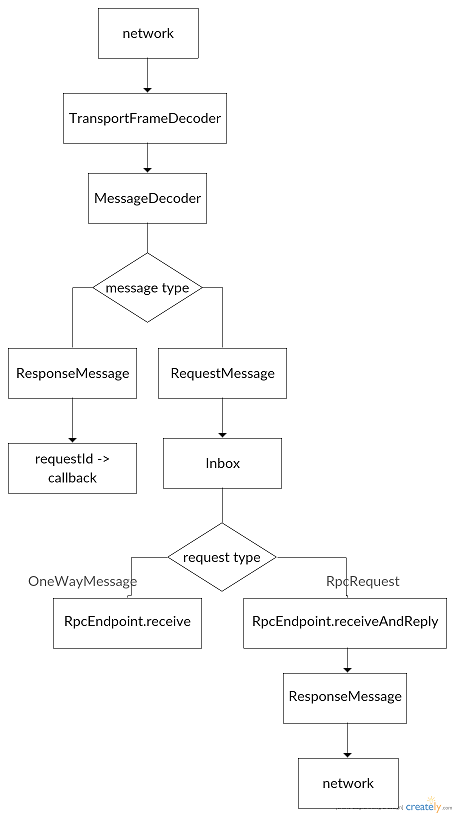 network
TransportFrameDecoder
MessageDecoder
message type
ResponseMessage
RequestMessage
requestId ->
callback
Inbox
request type
OneWayMessage
RpcRequest
RpcEndpoint.receive
RpcEndpoint.receiveAndReply
ResponseMessage
network
creately.com